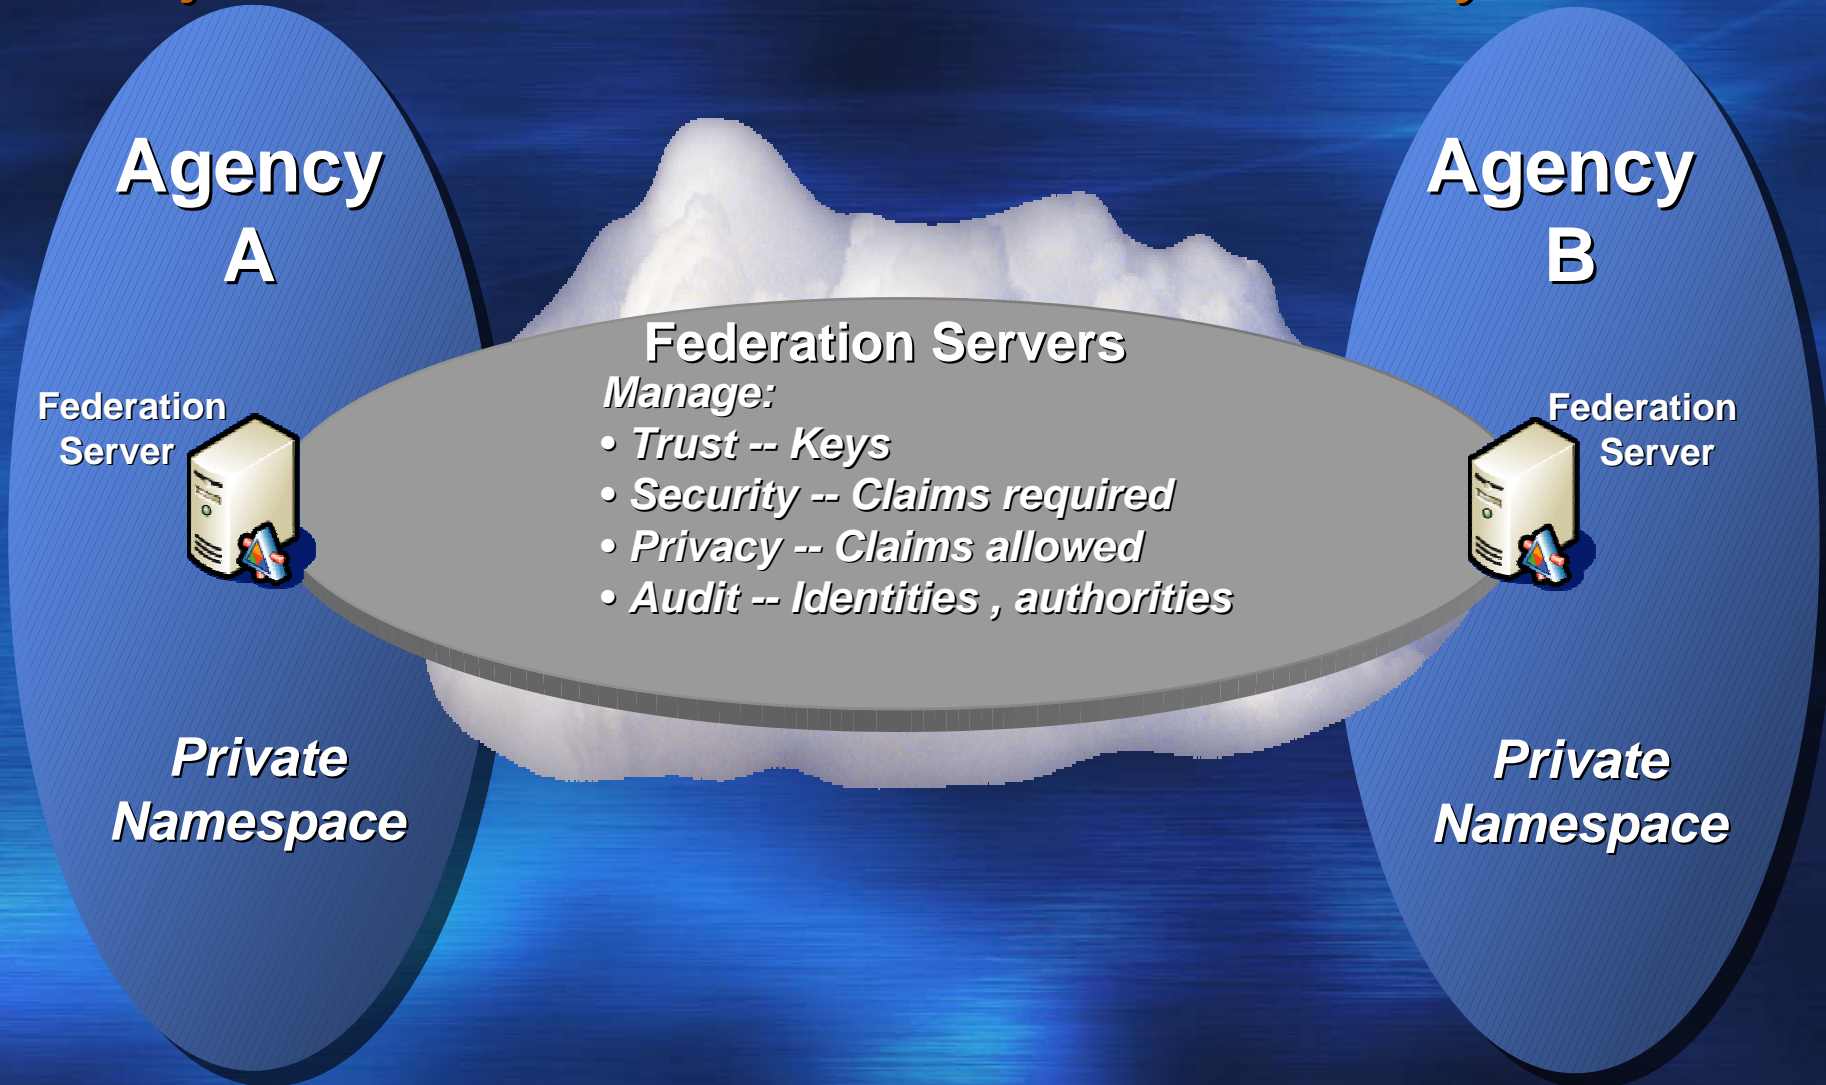 Agency
A
Federation
Server
Private
Namespace
Federation Servers
Manage:
• Trust -- Keys
• Security -- Claims required
• Privacy -- Claims allowed
• Audit -- Identities , authorities
Agency
B
Federation
Server
Private
Namespace